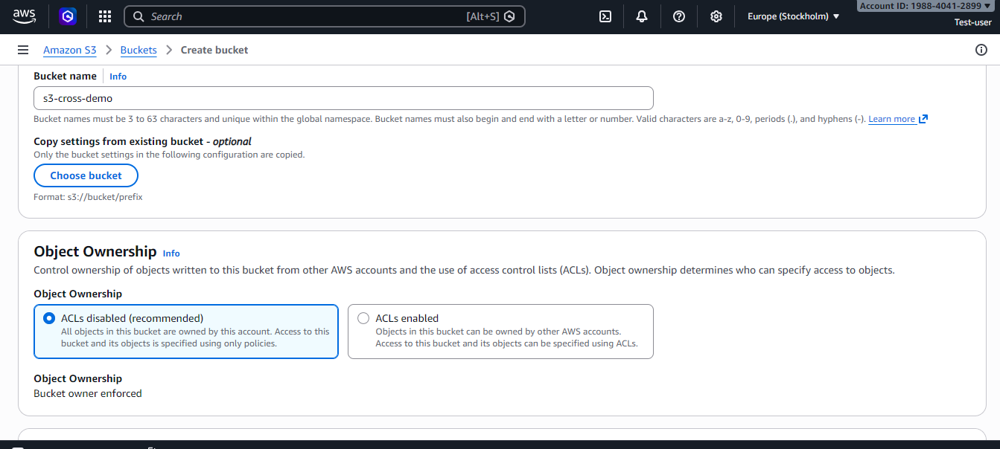 aws
Search [Alt+S]
Europe (Stockholm)
Account ID: 1988-4041-2899
Test-user
Amazon S3 > Buckets > Create bucket
Bucket name Info
s3-cross-demo
Bucket names must be 3 to 63 characters and unique within the global namespace. Bucket names must also begin and end with a letter or number. Valid characters are a-z, 0-9, periods (.), and hyphens (-). Learn more
Copy settings from existing bucket - optional
Only the bucket settings in the following configuration are copied.
Choose bucket
Format: s3://bucket/prefix
Object Ownership Info
Control ownership of objects written to this bucket from other AWS accounts and the use of access control lists (ACLs). Object ownership determines who can specify access to objects.
Object Ownership
ACLs disabled (recommended)
All objects in this bucket are owned by this account. Access to this
bucket and its objects is specified using only policies.
ACLs enabled
Objects in this bucket can be owned by other AWS accounts.
Access to this bucket and its objects can be specified using ACLs.
Object Ownership
Bucket owner enforced